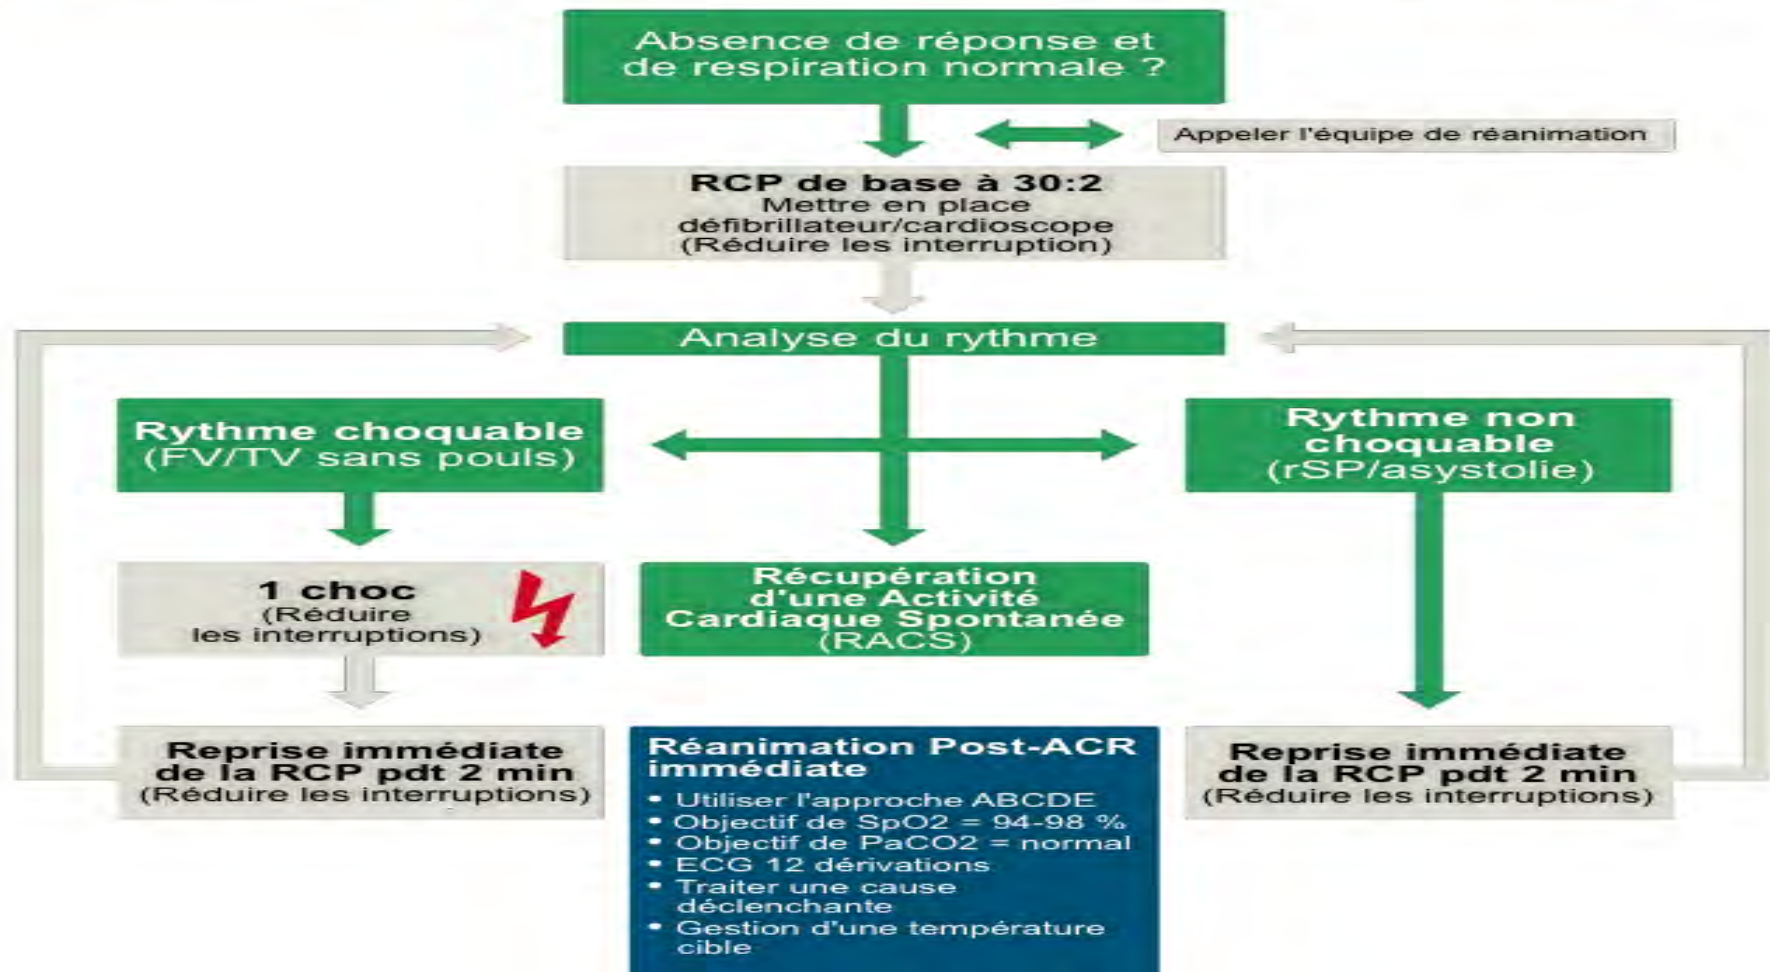 Absence de réponse et
de respiration normale ?
Appeler l'équipe de réanimation
RCP de base à 30:2
Mettre en place
défibrillateur/cardioscope
(Réduire les interruption)
Analyse du rythme
Rythme choquable
(FV/TV sans pouls)
Rythme non
choquable
(rSP/asystolie)
1 choc
(Réduire
les interruptions)
Récupération
d'une Activité
Cardiaque Spontanée
(RACS)
Reprise immédiate
de la RCP pdt 2 min
(Réduire les interruptions)
Réanimation Post-ACR
immédiate
• Utiliser l'approche ABCDE
• Objectif de SpO2 = 94-98 %
• Objectif de PaCO2 = normal
• ECG 12 dérivations
• Traiter une cause
déclenchante
• Gestion d'une température
cible
Reprise immédiate
de la RCP pdt 2 min
(Réduire les interruptions)